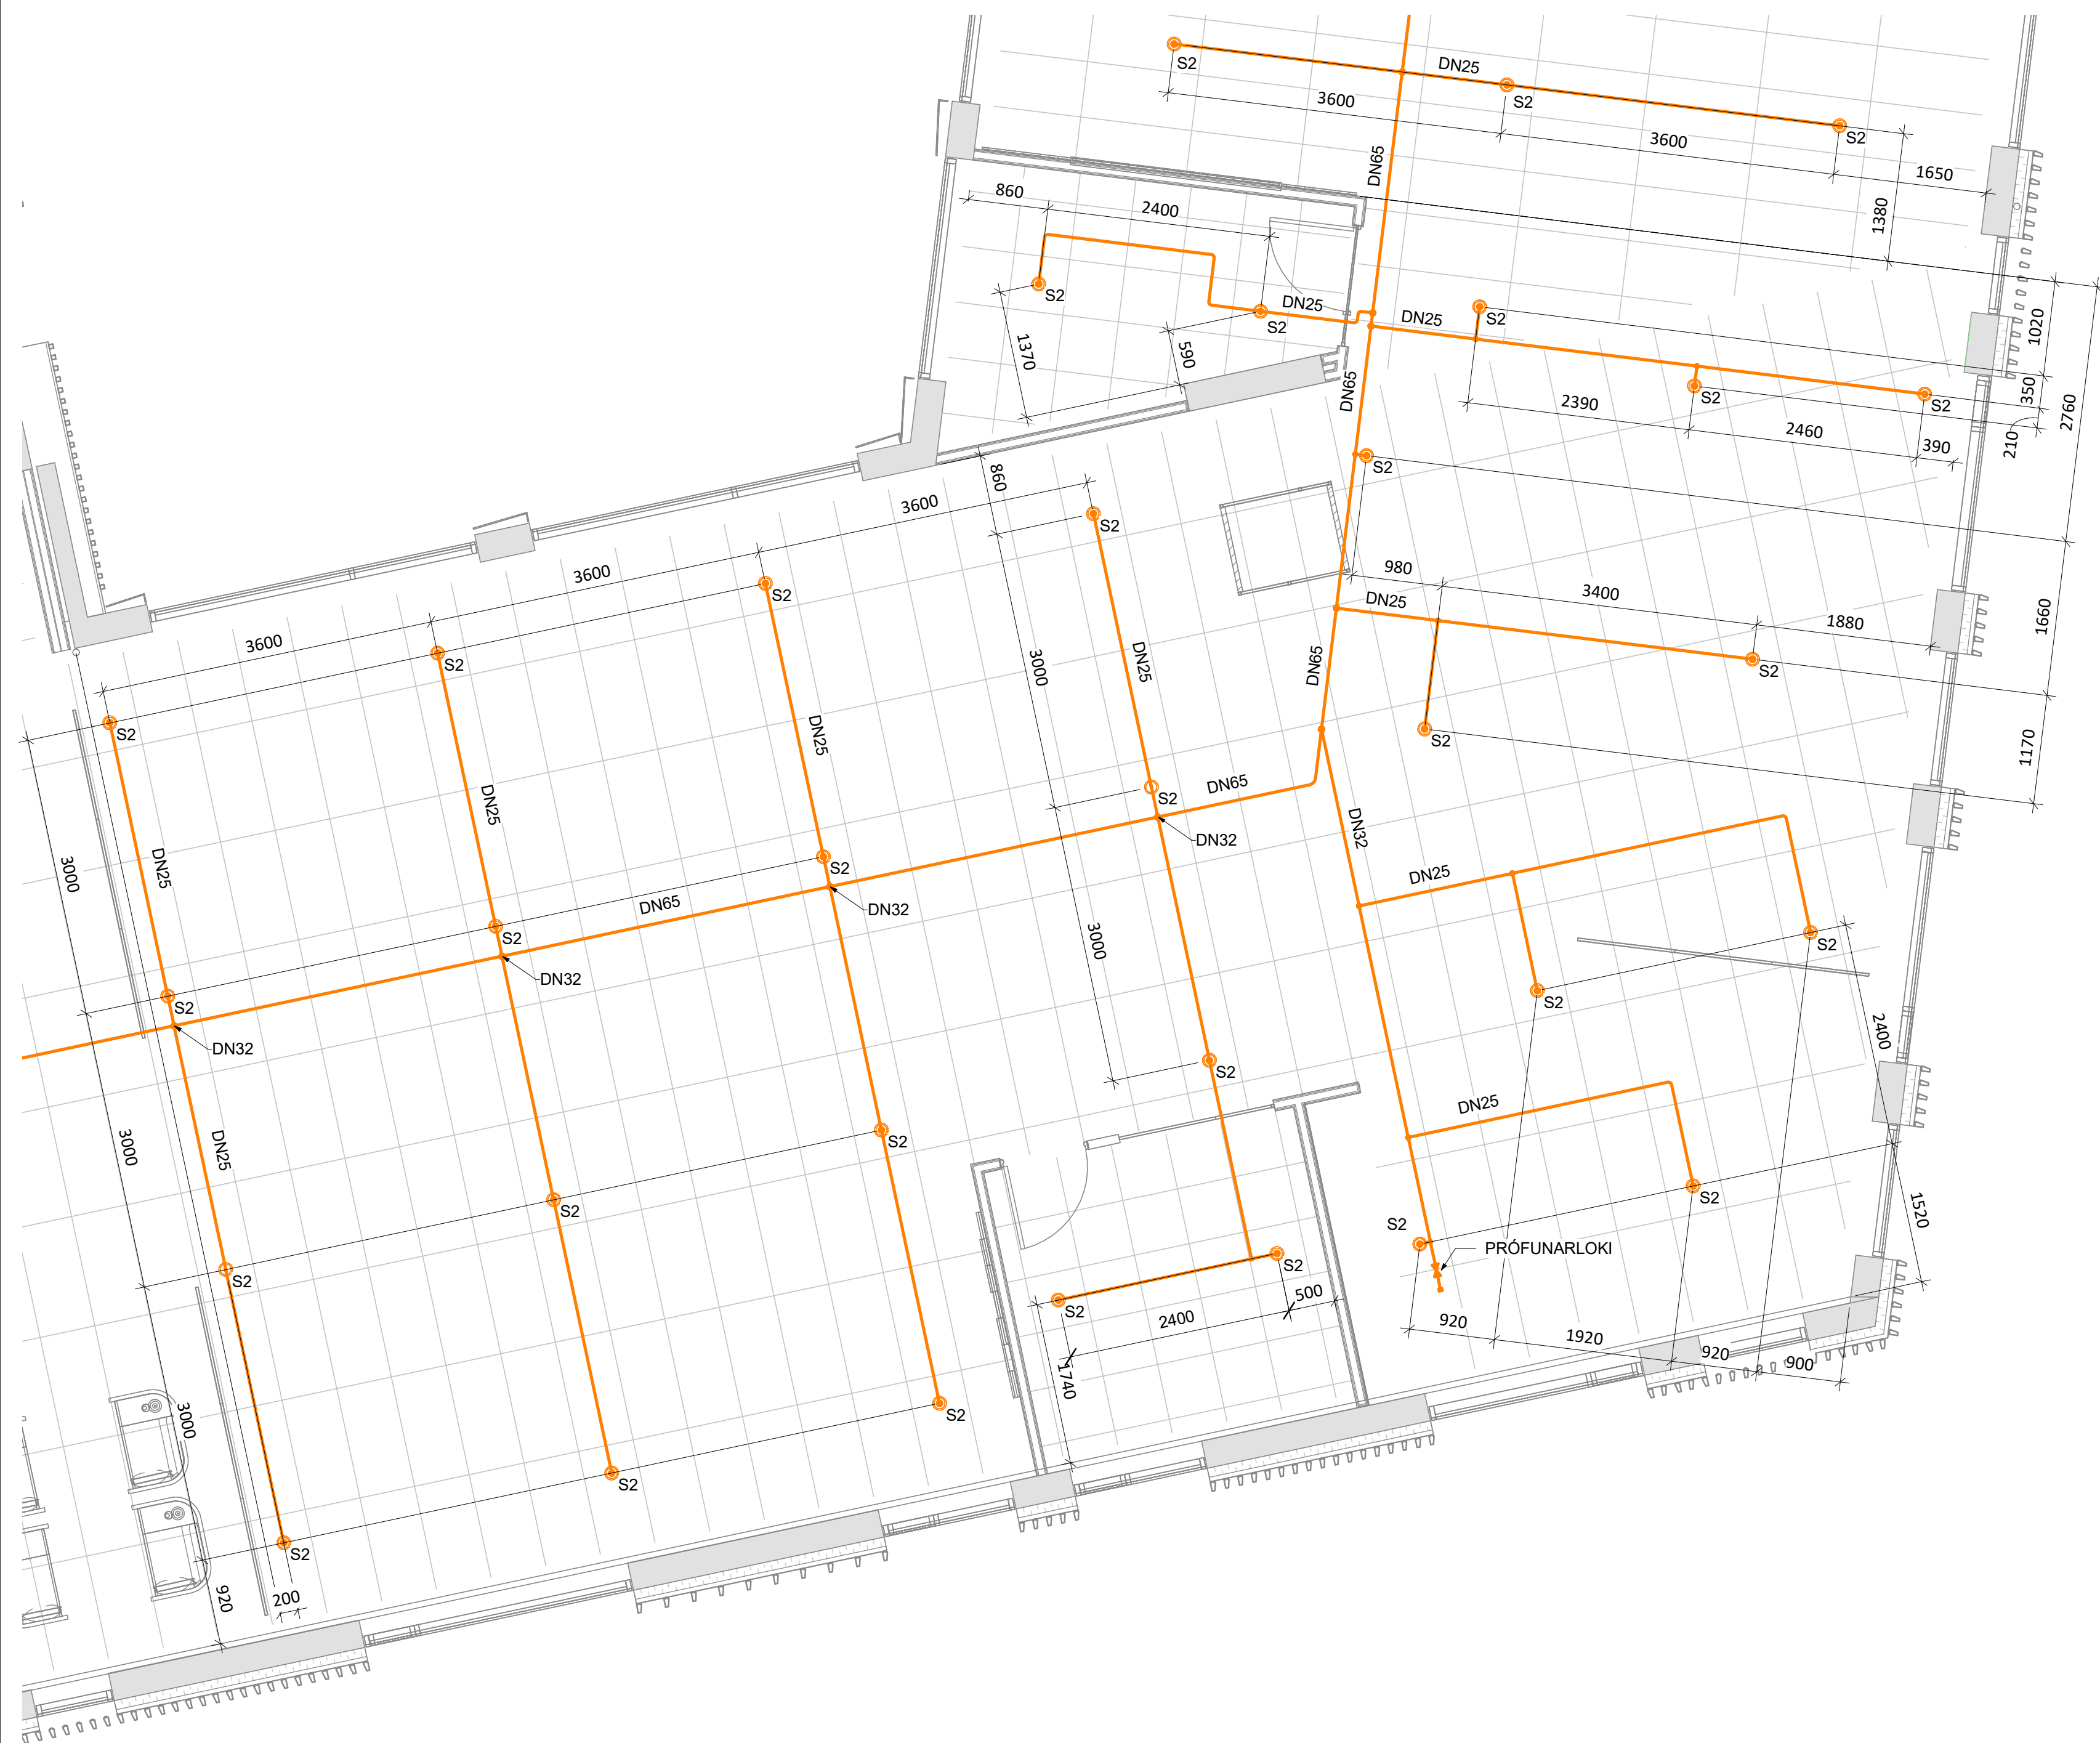 S2
DN25
S2
S2
3600
3600
1650
1380
DN65
860
2400
S2
DN25
S2
1370
590
DN25
S2
S2
S2
1020
350
210
2760
2390
2460
390
DN65
S2
860
3600
3600
3600
S2
S2
S2
S2
980
3400
1880
DN25
S2
S2
1660
1170
DN65
3000
DN25
DN25
DN25
DN25
S2
DN65
DN32
DN32
S2
DN65
DN32
S2
DN32
S2
DN32
3000
3000
DN25
S2
S2
2400
S2
S2
S2
S2
3000
DN25
DN25
S2
S2
PRÓFUNARLOKI
1520
S2
S2
2400
500
1740
920
1920
920
900
S2
S2
S2
3000
920
200